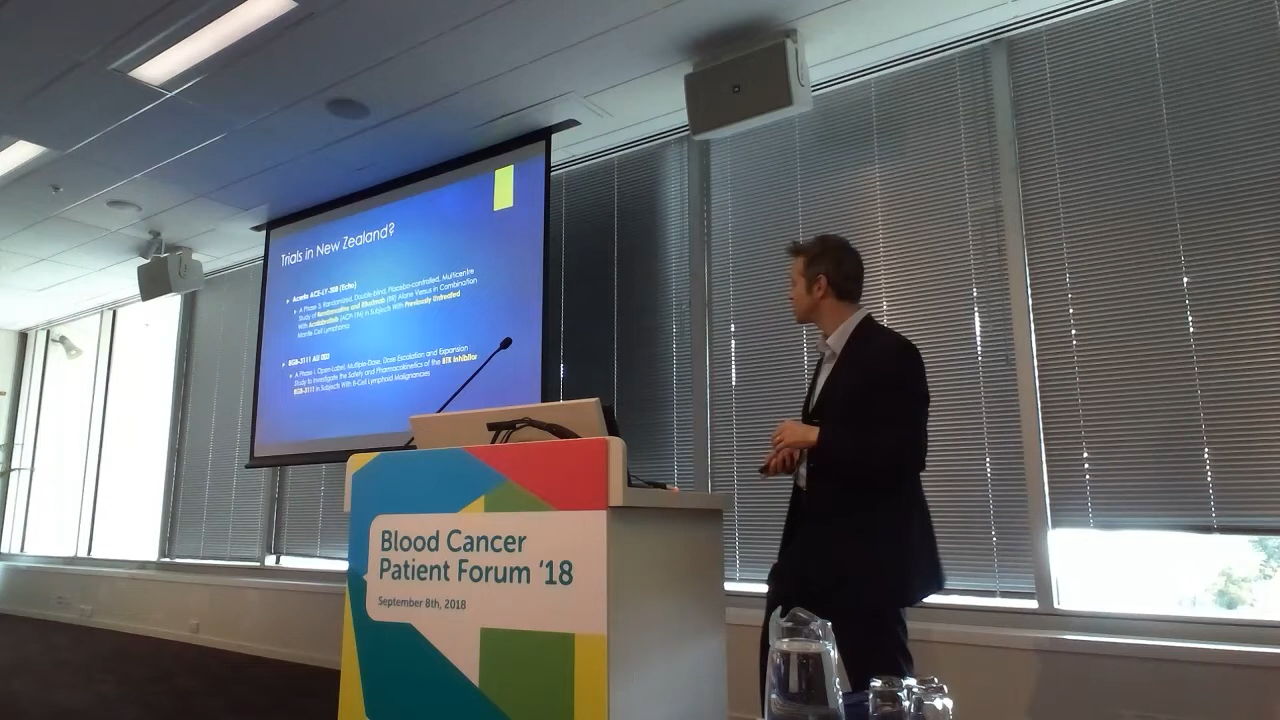 Trials in New Zealand?
Acerta ACE-LY-308 (Echo)
A Phase 3, Randomized, Double-blind, Placebo-controlled, Multicentre
Study of Bendamustine and Rituximab (BR) Alone Versus in Combination
With Acalabrutinib (ACP-196) in Subjects With Previously Untreated
Mantle Cell Lymphoma
BGB-3111 AU 003
A Phase I, Open-Label, Multiple-Dose, Dose Escalation and Expansion
Study to Investigate the Safety and Pharmacokinetics of the BTK Inhibitor
BGB-3111 in Subjects With B-Cell Lymphoid Malignancies
Blood Cancer
Patient Forum '18
September 8th, 2018